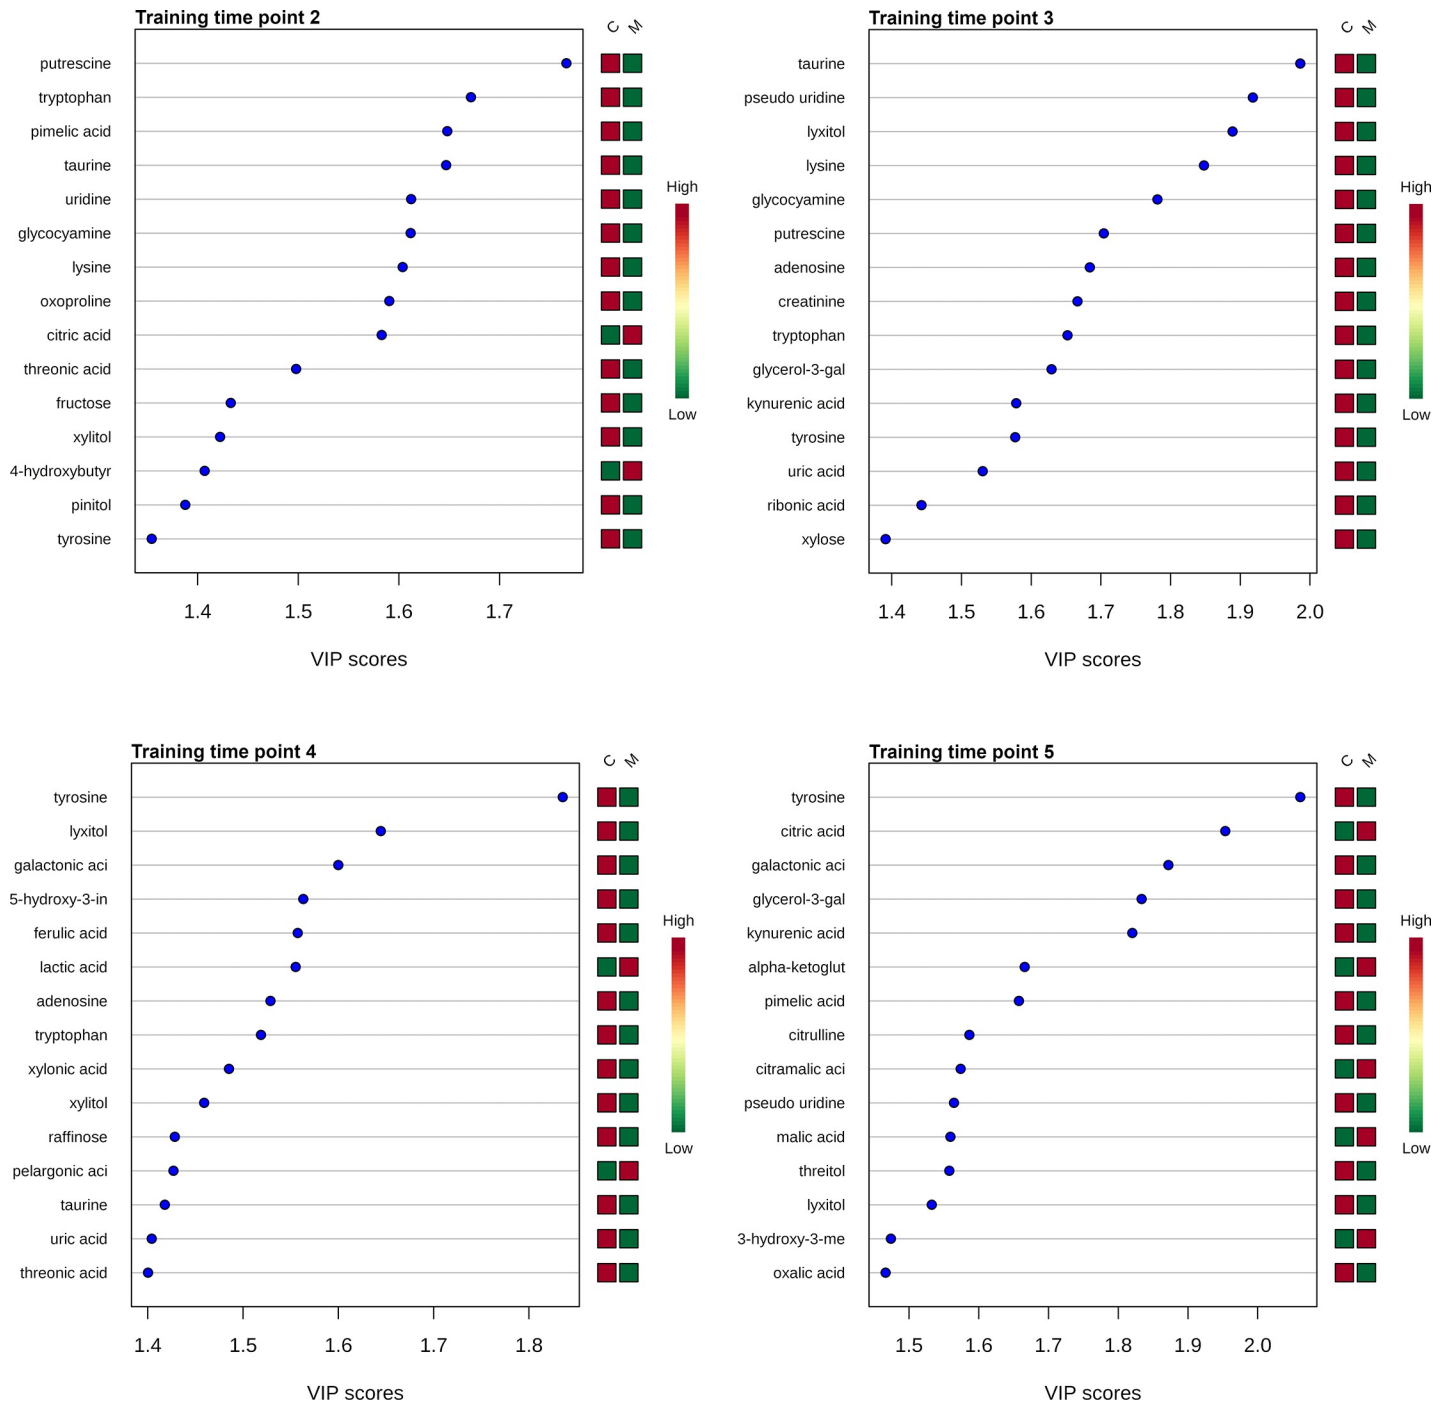 Training time point 2
C M
putrescine
tryptophan
pimelic acid
taurine
uridine
glycocyamine
lysine
oxoproline
citric acid
threonic acid
fructose
xylitol
4-hydroxybutyr
pinitol
tyrosine
High
Low
1.4 1.5 1.6 1.7
VIP scores
Training time point 3
C M
taurine
pseudo uridine
lyxitol
lysine
glycocyamine
putrescine
adenosine
creatinine
tryptophan
glycerol-3-gal
kynurenic acid
tyrosine
uric acid
ribonic acid
xylose
High
Low
1.4 1.5 1.6 1.7 1.8 1.9 2.0
VIP scores
Training time point 4
C M
tyrosine
lyxitol
galactonic aci
5-hydroxy-3-in
ferulic acid
lactic acid
adenosine
tryptophan
xylonic acid
xylitol
raffinose
pelargonic aci
taurine
uric acid
threonic acid
High
Low
1.4 1.5 1.6 1.7 1.8
VIP scores
Training time point 5
C M
tyrosine
citric acid
galactonic aci
glycerol-3-gal
kynurenic acid
alpha-ketoglut
pimelic acid
citrulline
citramalic aci
pseudo uridine
malic acid
threitol
lyxitol
3-hydroxy-3-me
oxalic acid
High
Low
1.5 1.6 1.7 1.8 1.9 2.0
VIP scores